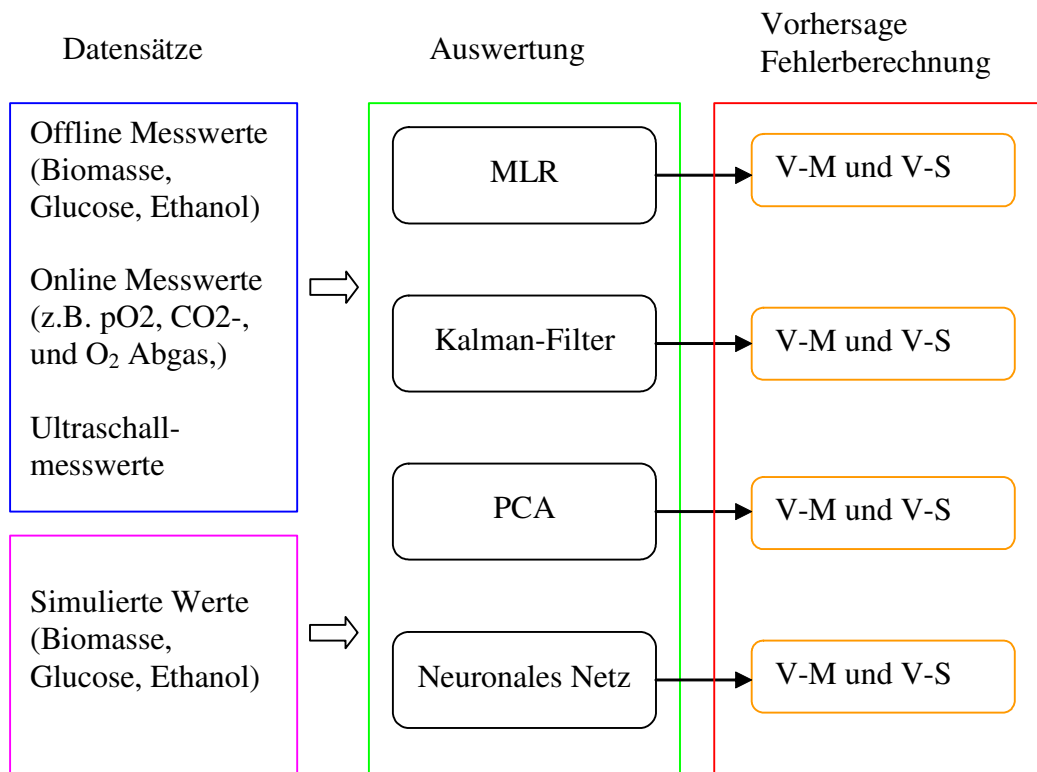 Datensätze
Auswertung
Vorhersage
Fehlerberechnung
Offline Messwerte
(Biomasse,
Glucose, Ethanol)
Online Messwerte
(z.B. pO2, CO2-,
und O₂ Abgas,)
Ultraschall-
messwerte
Simulierte Werte
(Biomasse,
Glucose, Ethanol)
MLR
Kalman-Filter
PCA
Neuronales Netz
V-M und V-S
V-M und V-S
V-M und V-S
V-M und V-S